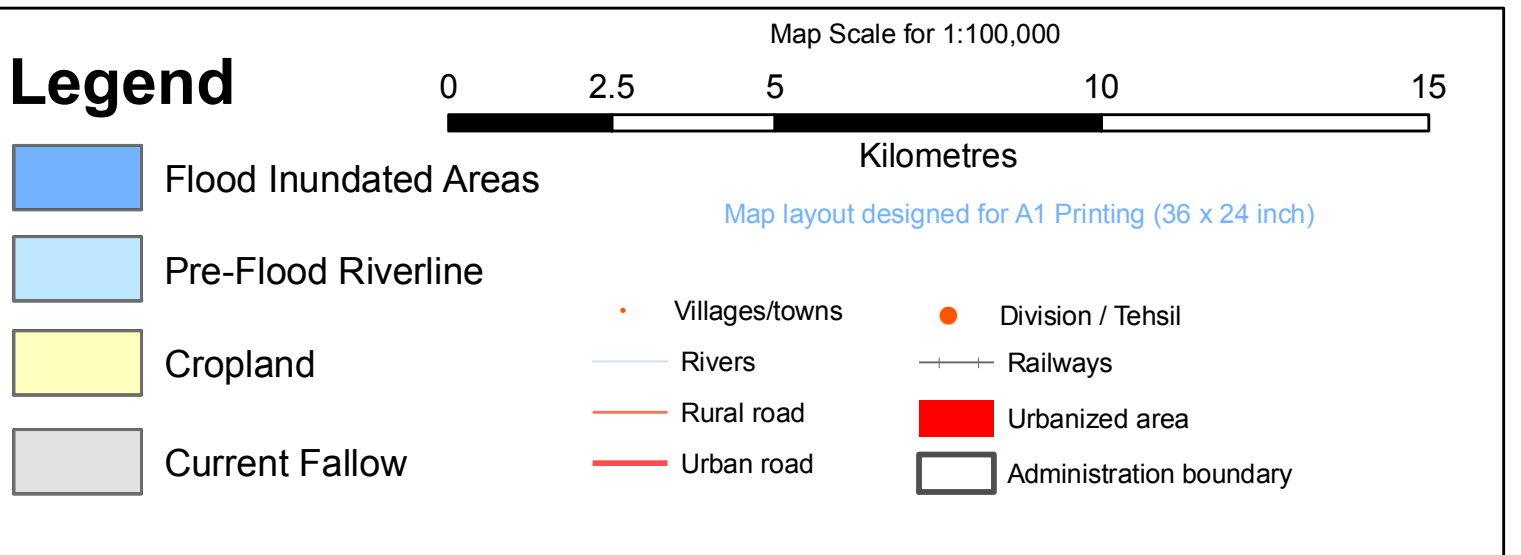 Map Scale for 1:100,000
Legend
0 2.5 5 10 15
Kilometres
Flood Inundated Areas
Map layout designed for A1 Printing (36 x 24 inch)
Pre-Flood Riverline
Cropland
Current Fallow
Villages/towns
Rivers
Rural road
Urban road
Division / Tehsil
Railways
Urbanized area
Administration boundary